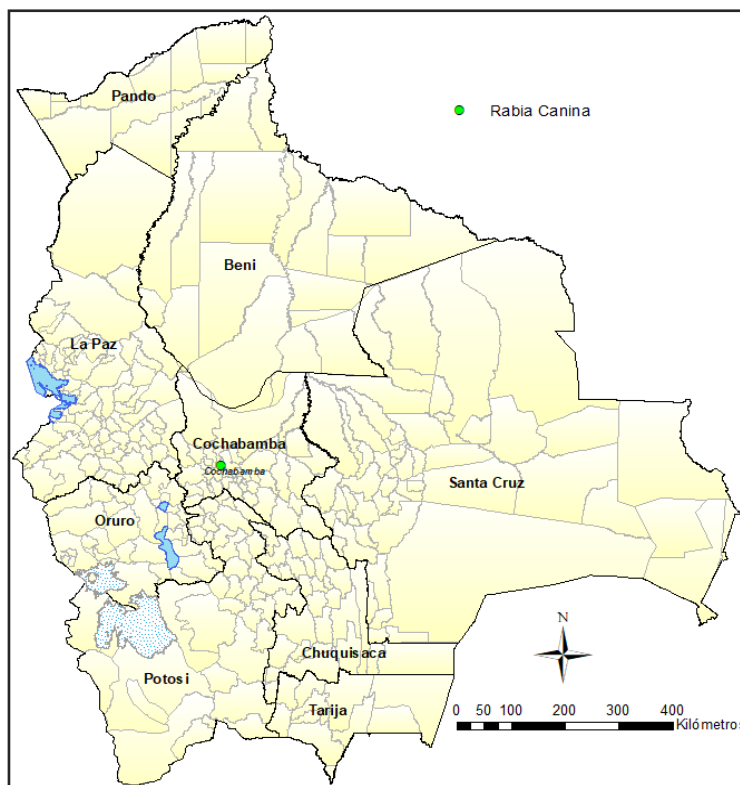 Pando
Rabia Canina
Beni
La Paz
Cochabamba
Cochabamba
Santa Cruz
Oruro
N
Chuquisaca
Potosi
Tarija
0 50 100 200 300 400
Kilómetros